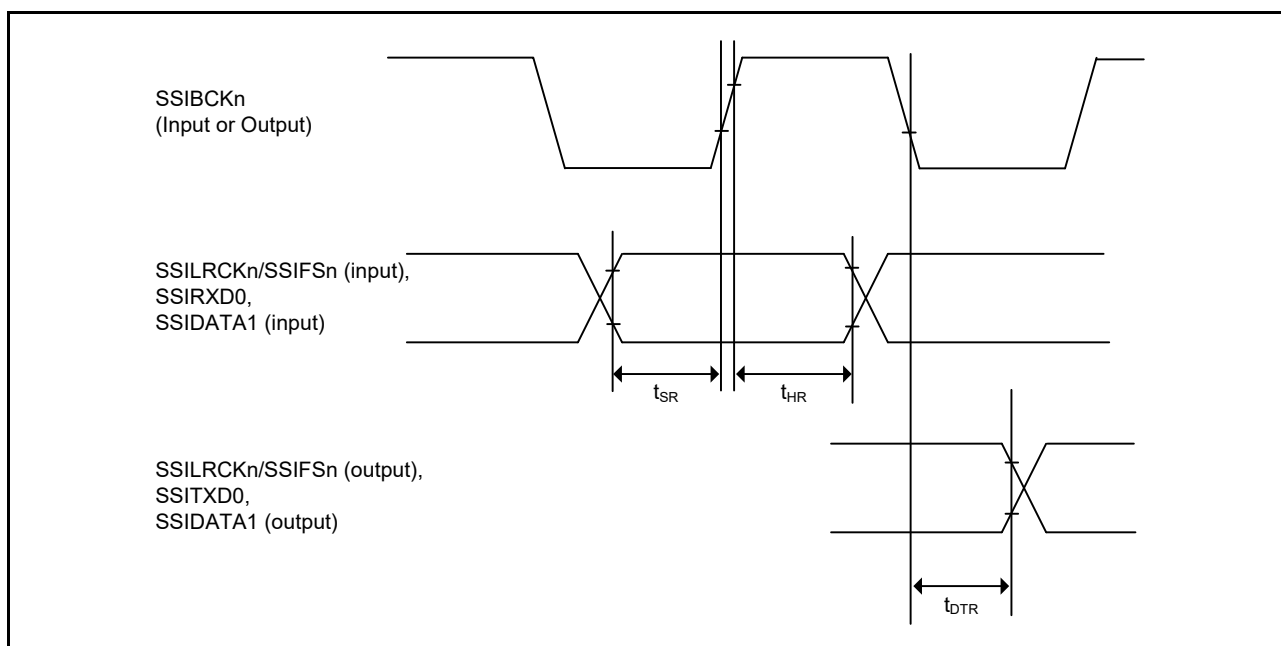 SSIBCKn
(Input or Output)
SSILRCKn/SSIFSn (input),
SSIRXD0,
SSIDATA1 (input)
tSR
tHR
SSILRCKn/SSIFSn (output),
SSITXD0,
SSIDATA1 (output)
tDTR